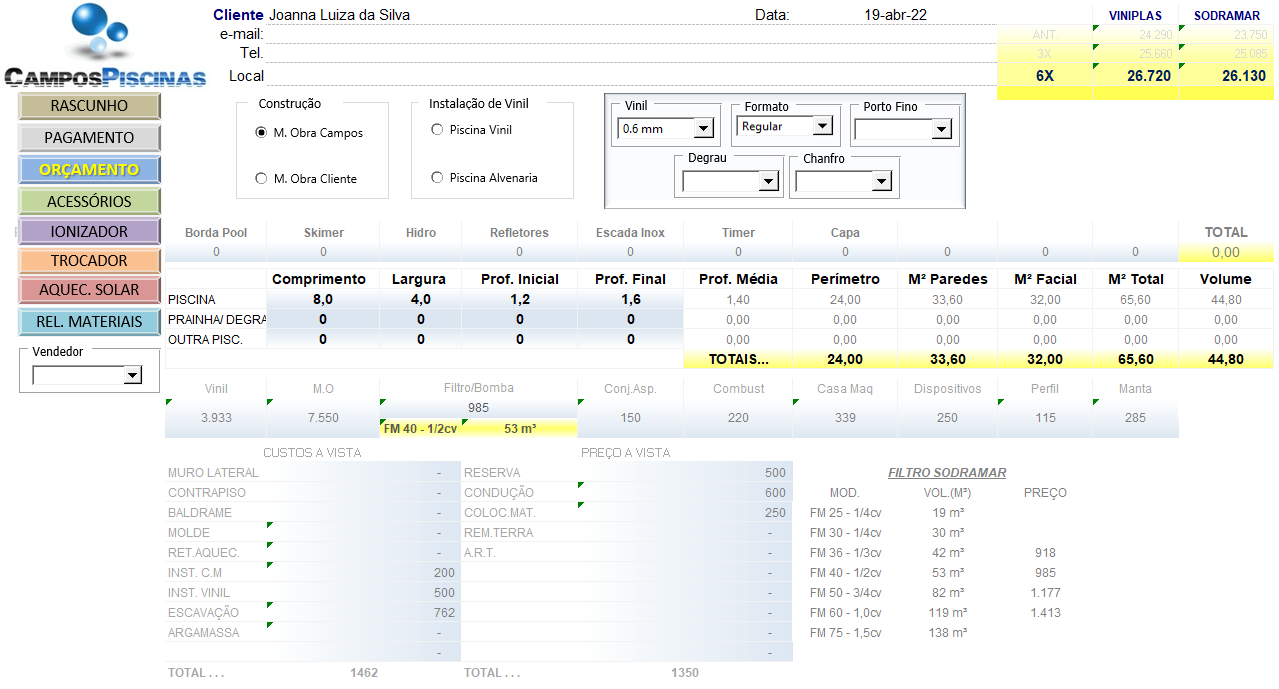 Cliente Joanna Luiza da Silva Data: 19-abr-22 VINIPLAS SODRAMAR
e-mail: ANT. 24.290 23.750
Tel. 3X 25.660 25.085
CAMPOSPISCINAS Local 6X 26.720 26.130
RASCUNHO
PAGAMENTO
ORÇAMENTO
ACESSÓRIOS
IONIZADOR
TROCADOR
AQUEC. SOLAR
REL. MATERIAIS
Vendedor
Construção
M. Obra Campos
M. Obra Cliente
Instalação de Vinil
Piscina Vinil
Piscina Alvenaria
Vinil Formato Porto Fino
0.6 mm Regular
Degrau Chanfro
Borda Pool Skimer Hidro Refletores Escada Inox Timer Capa TOTAL
0 0 0 0 0 0 0 0 0 0 0,00
Comprimento Largura Prof. Inicial Prof. Final Prof. Média Perímetro M² Paredes M² Facial M² Total Volume
PISCINA 8,0 4,0 1,2 1,6 1,40 24,00 33,60 32,00 65,60 44,80
PRAINHA/ DEGRA 0 0 0 0 0,00 0,00 0,00 0,00 0,00 0,00
OUTRA PISC. 0 0 0 0 0,00 0,00 0,00 0,00 0,00 0,00
TOTAIS... 24,00 33,60 32,00 65,60 44,80
Vinil M.O Filtro/Bomba Conj.Asp. Combust Casa Maq Dispositivos Perfil Manta
3.933 7.550 985 150 220 339 250 115 285
FM 40 - 1/2cv 53 m³
CUSTOS A VISTA PREÇO A VISTA
MURO LATERAL - RESERVA 500 FILTRO SODRAMAR
CONTRAPISO - CONDUÇÃO 600 MOD. VOL.(M³) PREÇO
BALDRAME - COLOC.MAT. 250 FM 25 - 1/4cv 19 m³
MOLDE - REM.TERRA - FM 30 - 1/4cv 30 m³
RET.AQUEC. - A.R.T. - FM 36 - 1/3cv 42 m³ 918
INST. C.M 200 - FM 40 - 1/2cv 53 m³ 985
INST. VINIL 500 - FM 50 - 3/4cv 82 m³ 1.177
ESCAVAÇÃO 762 - FM 60 - 1,0cv 119 m³ 1.413
ARGAMASSA - - FM 75 - 1,5cv 138 m³
- -
TOTAL . . . 1462 TOTAL . . . 1350